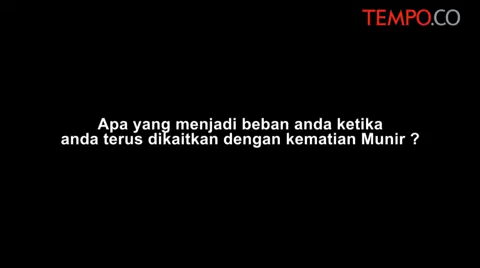 TEMPO.CO
Apa yang menjadi beban anda ketika
anda terus dikaitkan dengan kematian Munir ?